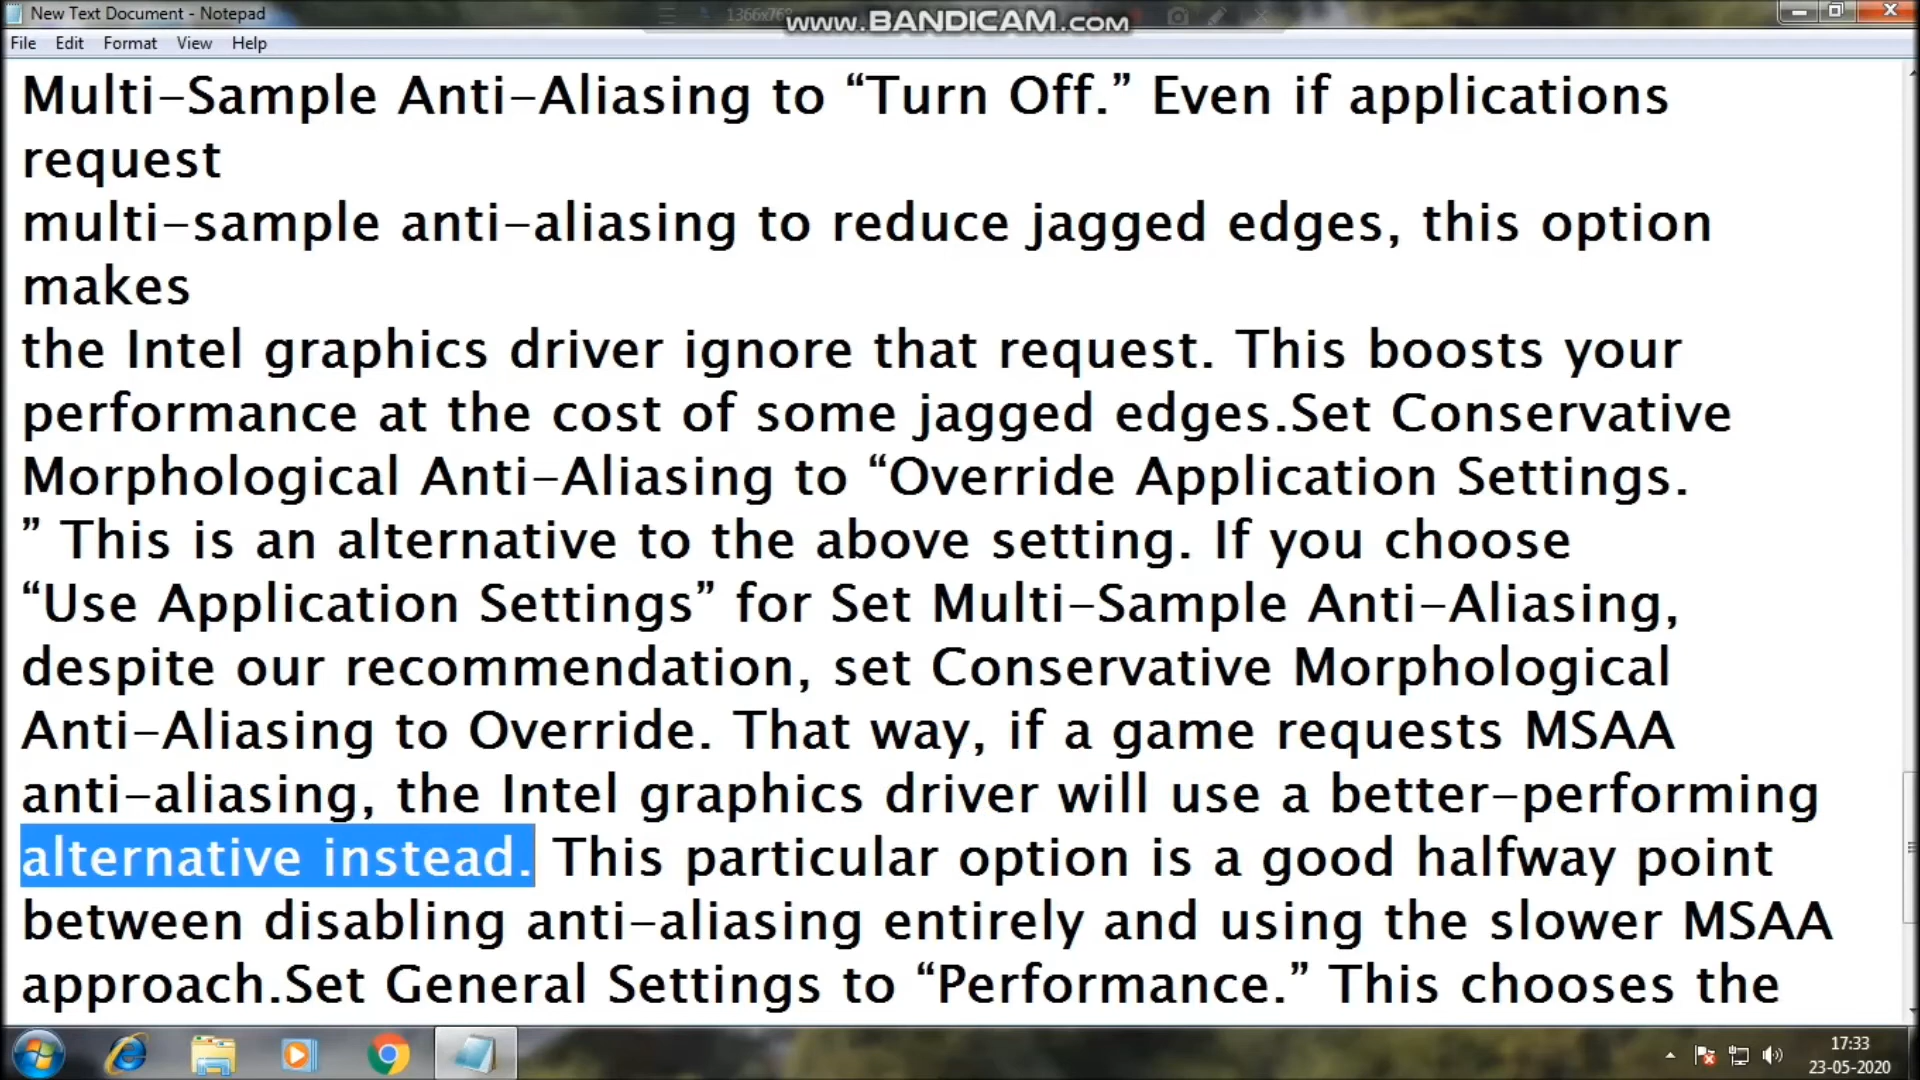 New Text Document - Notepad
1366x768
www.BANDICAM.com
File Edit Format View Help
Multi-Sample Anti-Aliasing to “Turn Off.” Even if applications
request
multi-sample anti-aliasing to reduce jagged edges, this option
makes
the Intel graphics driver ignore that request. This boosts your
performance at the cost of some jagged edges.Set Conservative
Morphological Anti-Aliasing to “Override Application Settings.
” This is an alternative to the above setting. If you choose
“Use Application Settings” for Set Multi-Sample Anti-Aliasing,
despite our recommendation, set Conservative Morphological
Anti-Aliasing to Override. That way, if a game requests MSAA
anti-aliasing, the Intel graphics driver will use a better-performing
alternative instead. This particular option is a good halfway point
between disabling anti-aliasing entirely and using the slower MSAA
approach.Set General Settings to “Performance.” This chooses the
17:33
23-05-2020